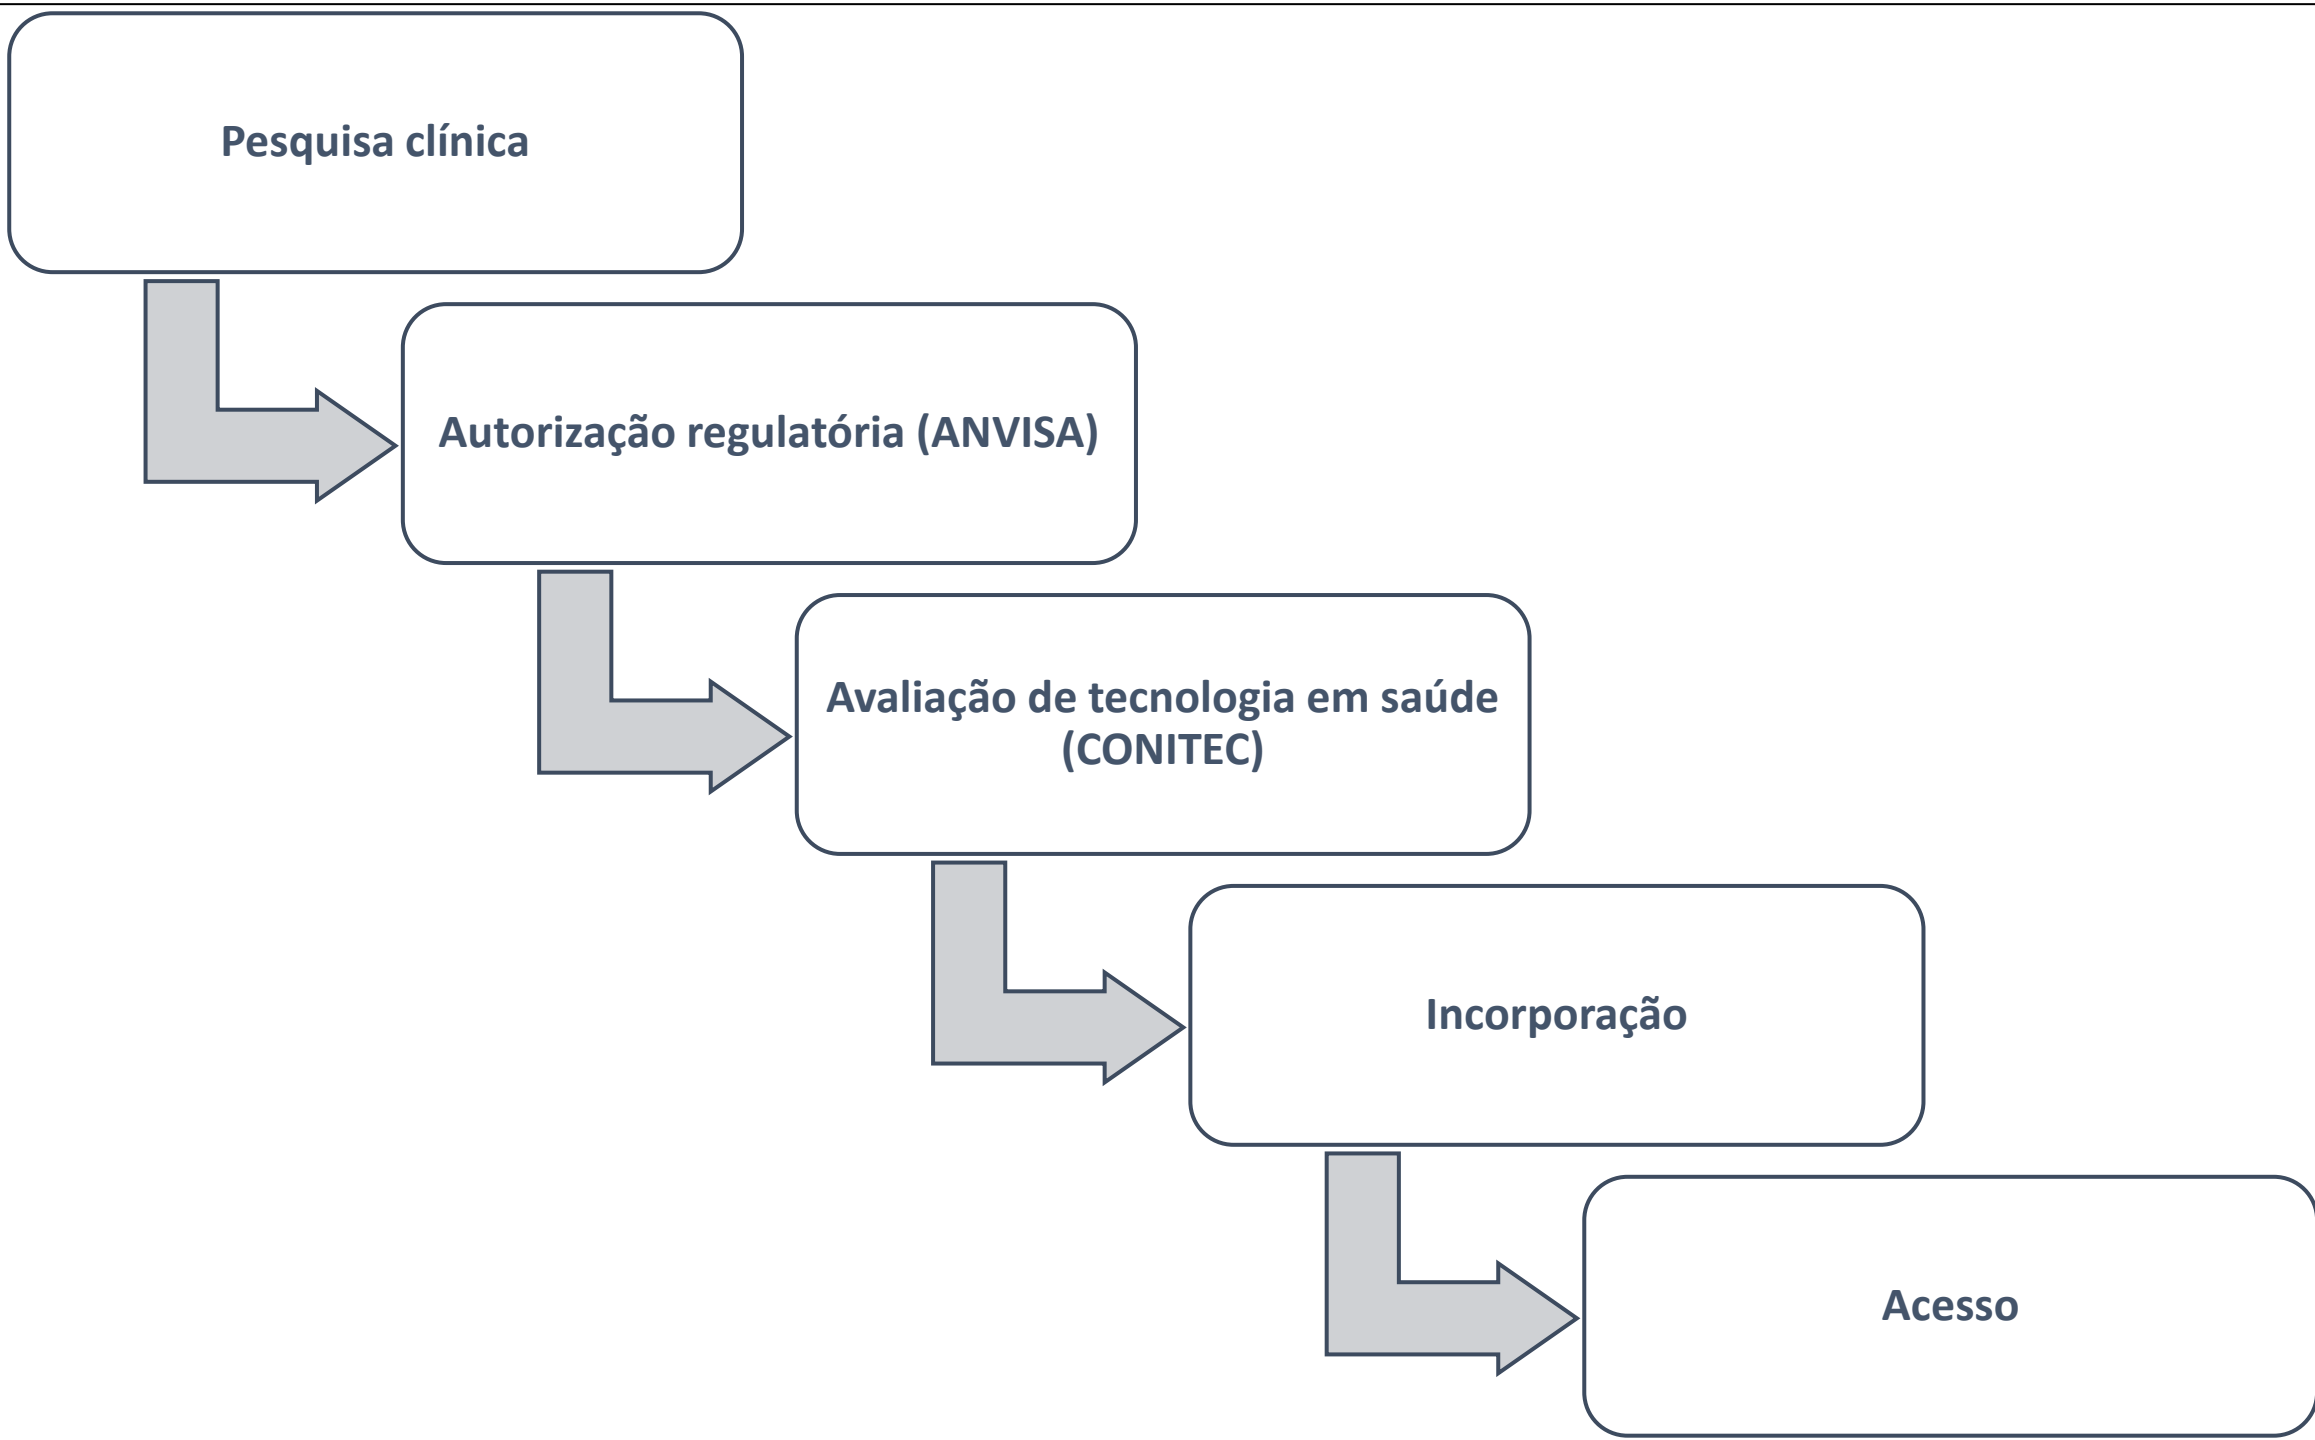 Pesquisa clínica
Autorização regulatória (ANVISA)
Avaliação de tecnologia em saúde
(CONITEC)
Incorporação
Acesso